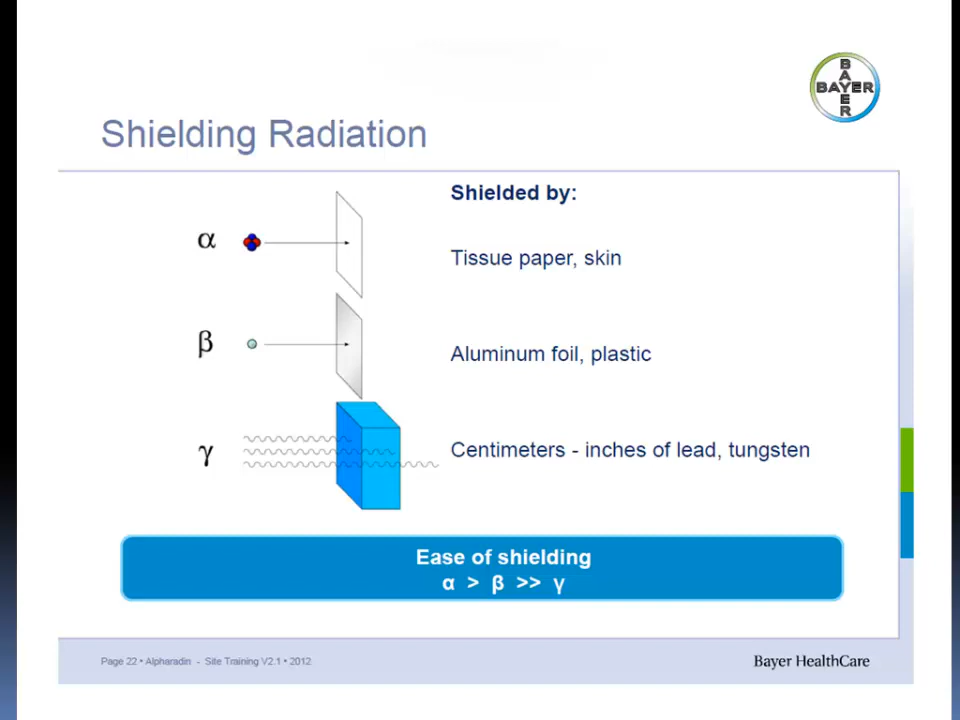 BAYER
BAYER
Shielding Radiation
Shielded by:
α
Tissue paper, skin
β
Aluminum foil, plastic
γ
Centimeters - inches of lead, tungsten
Ease of shielding
α > β >> γ
Page 22 • Alpharadin - Site Training V2.1 • 2012
Bayer HealthCare